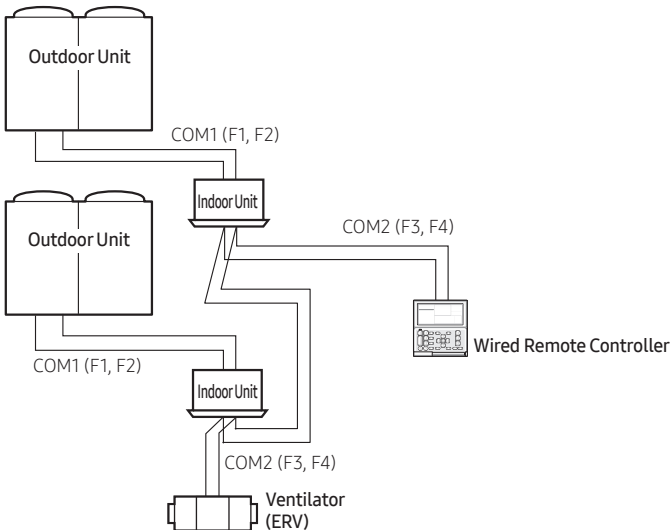 Outdoor Unit
COM1 (F1, F2)
Indoor Unit
COM2 (F3, F4)
Outdoor Unit
Wired Remote Controller
COM1 (F1, F2)
Indoor Unit
COM2 (F3, F4)
Ventilator
(ERV)